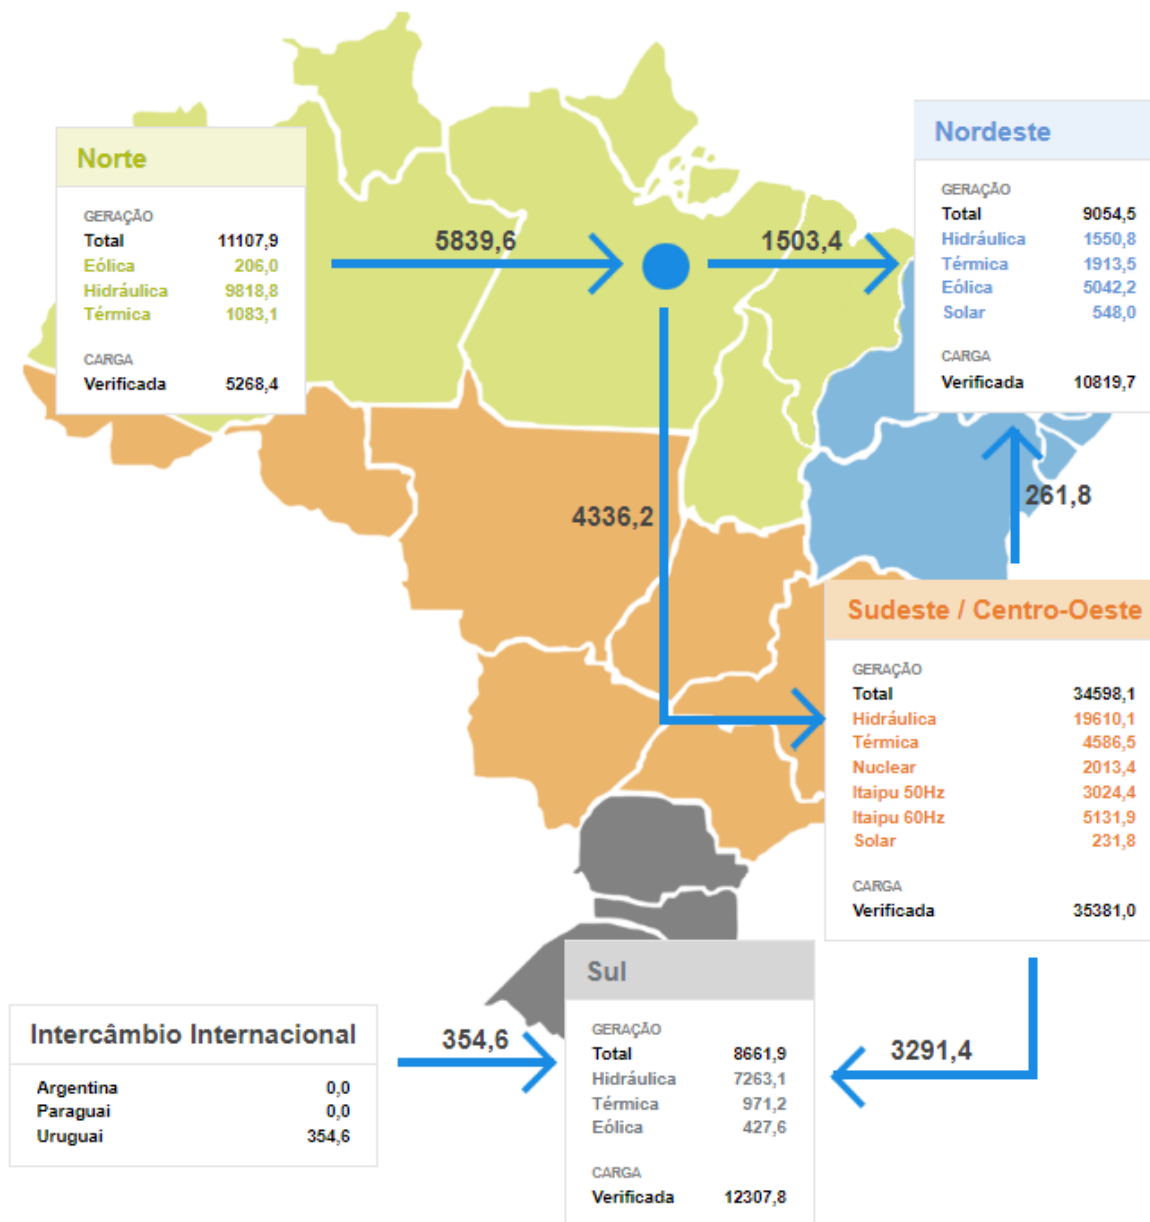 Norte
GERAÇÃO
Total 11107,9
Eólica 206,0
Hidráulica 9818,8
Térmica 1083,1
CARGA
Verificada 5268,4
5839,6
1503,4
Nordeste
GERAÇÃO
Total 9054,5
Hidráulica 1550,8
Térmica 1913,5
Eólica 5042,2
Solar 548,0
CARGA
Verificada 10819,7
4336,2
261,8
Sudeste / Centro-Oeste
GERAÇÃO
Total 34598,1
Hidráulica 19610,1
Térmica 4586,5
Nuclear 2013,4
Itaipu 50Hz 3024,4
Itaipu 60Hz 5131,9
Solar 231,8
CARGA
Verificada 35381,0
Sul
GERAÇÃO
Total 8661,9
Hidráulica 7263,1
Térmica 971,2
Eólica 427,6
CARGA
Verificada 12307,8
3291,4
354,6
Intercâmbio Internacional
Argentina 0,0
Paraguai 0,0
Uruguai 354,6